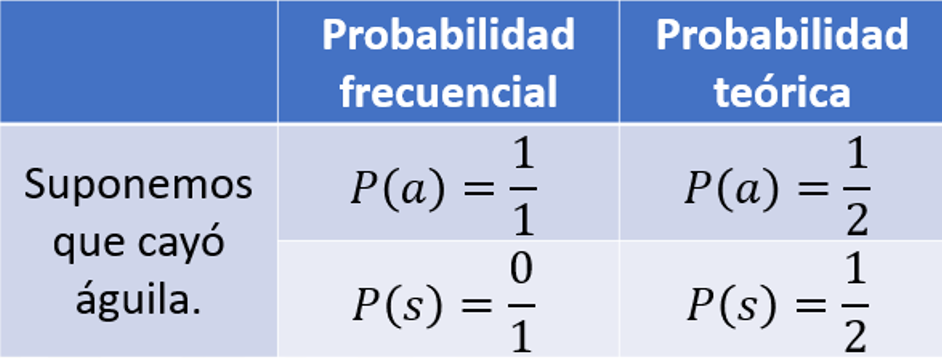 Probabilidad frecuencial
Probabilidad teórica
Suponemos
que cayó
águila.
P(a) = 1/1
P(a) = 1/2
P(s) = 0/1
P(s) = 1/2